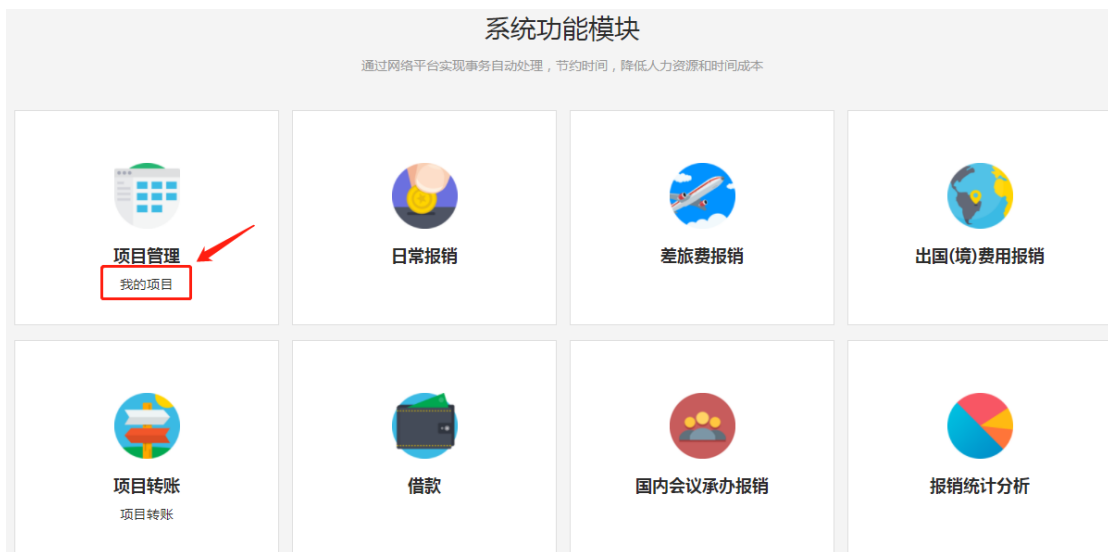 系统功能模块
通过网络平台实现事务自动处理，节约时间，降低人力资源和时间成本
项目管理
我的项目
日常报销
差旅费报销
出国(境)费用报销
项目转账
项目转账
借款
国内会议承办报销
报销统计分析